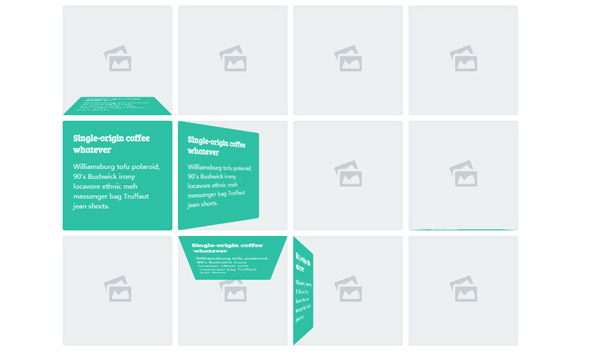 Single-origin coffee
whatever
Williamsburg tofu polaroid,
90's Bushwick irony
locavore ethnic meh
messenger bag Truffaut
jean shorts.
Single-origin coffee
whatever
Williamsburg tofu polaroid,
90's Bushwick irony
locavore ethnic meh
messenger bag Truffaut
jean shorts.
Single-origin coffee
whatever
Williamsburg tofu polaroid,
90's Bushwick irony
locavore ethnic meh
messenger bag Truffaut
jean shorts.